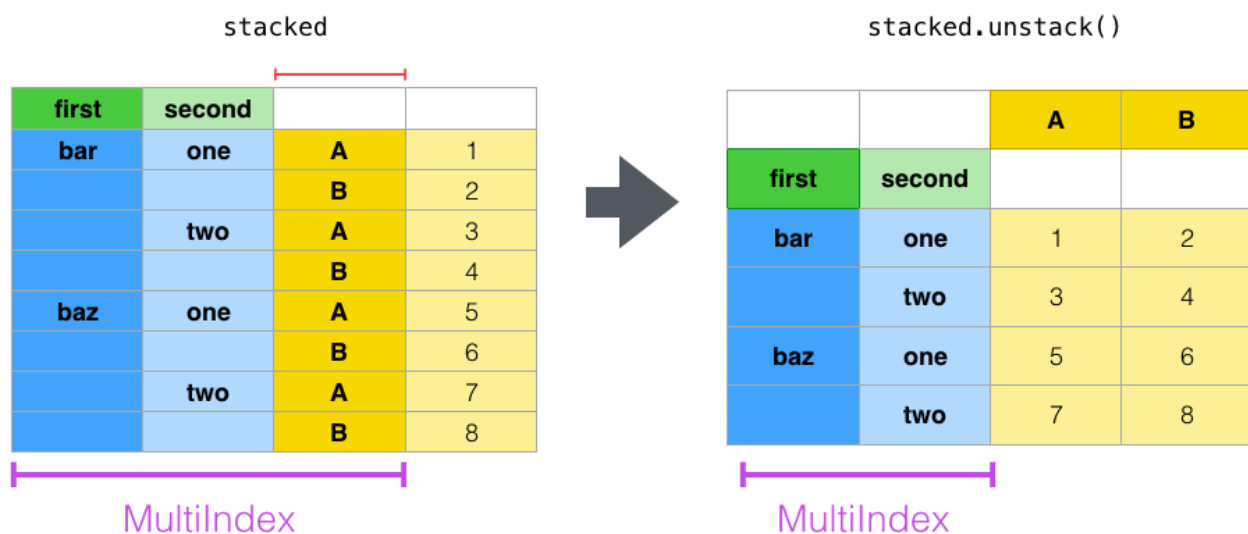 stacked
first second
bar one A 1
B 2
two A 3
B 4
baz one A 5
B 6
two A 7
B 8
MultiIndex
stacked.unstack()
A B
first second
bar one 1 2
two 3 4
baz one 5 6
two 7 8
MultiIndex